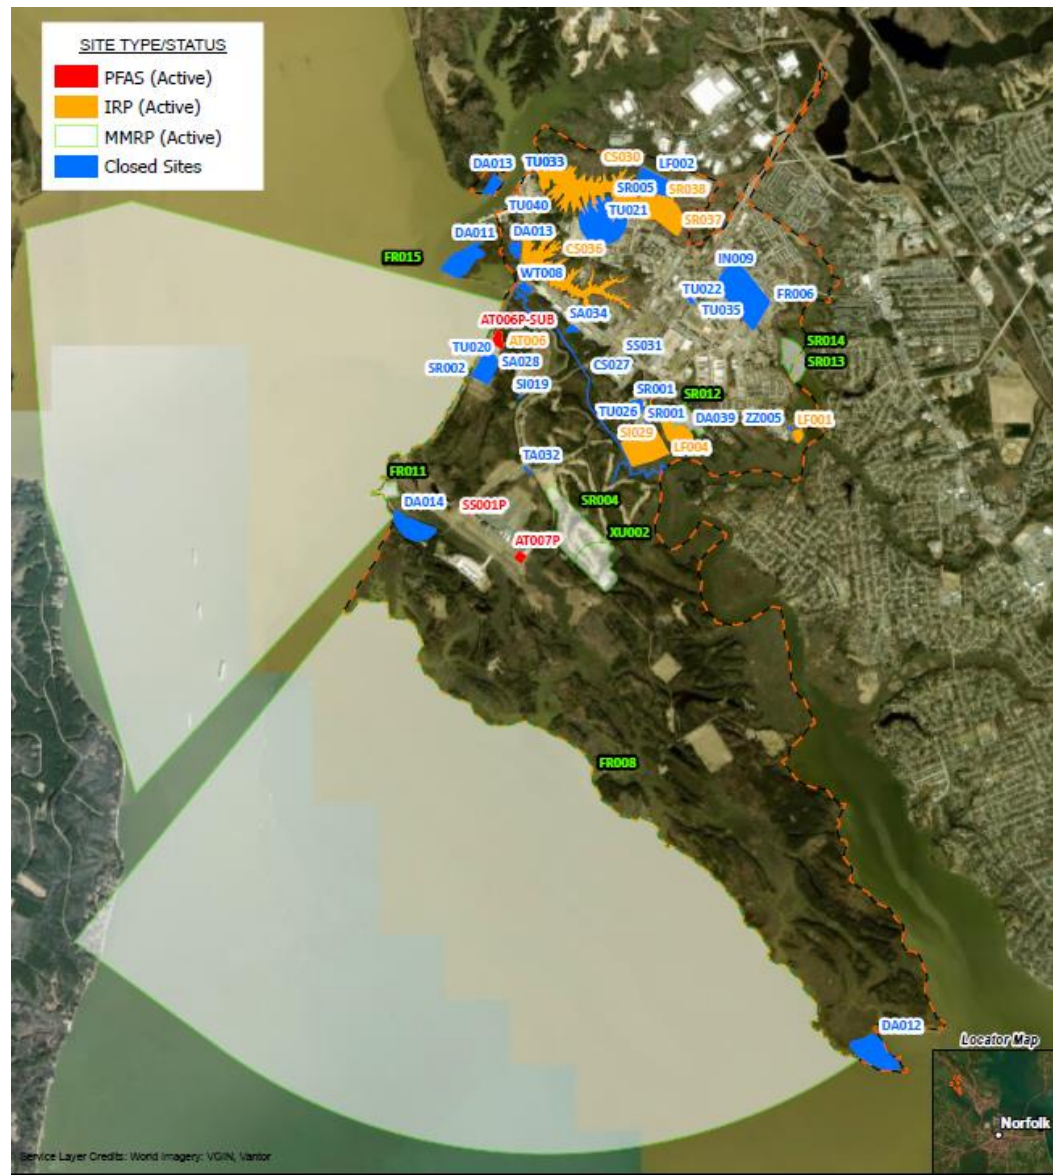 SITE TYPE/STATUS
PFAS (Active)
IRP (Active)
MMRP (Active)
Closed Sites
CS030
DA013
TU033
LF002
SR005
SR038
TU040
TU021
SR037
DA011
DA013
CS036
FR015
IN009
WT008
TU022
FR006
TU035
SA034
AT006P-SUB
AT006
SR014
TU020
SS031
SR013
SR002
SA028
CS027
SI019
SR001
SR012
TU026
SR001
DA039
ZZ005
LF001
SI029
LF004
TA032
FR011
DA014
SS001P
SR004
XU002
AT007P
FR008
DA012
Locator Map
Norfolk
Service Layer Credits: World Imagery: VGIN, Vantor